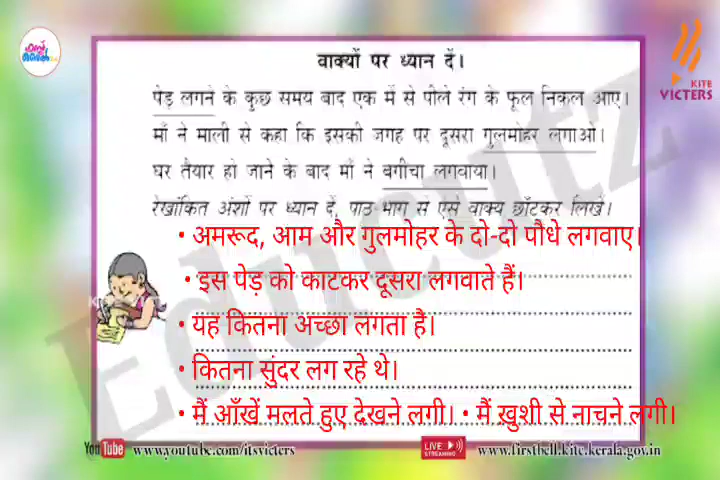 वाक्यों पर ध्यान दें।
KITE
VICTERS
पेड़ लगने के कुछ समय बाद एक में से पीले रंग के फूल निकल आए।
माँ ने माली से कहा कि इसकी जगह पर दूसरा गुलमोहर लगाओ।
घर तैयार हो जाने के बाद माँ ने बगीचा लगवाया।
रेखांकित अंशों पर ध्यान दें, पाठ भाग से ऐसे वाक्य छाँटकर लिखें।
• अमरूद, आम और गुलमोहर के दो-दो पौधे लगवाए।
• इस पेड़ को काटकर दूसरा लगवाते हैं।
• यह कितना अच्छा लगता है।
• कितना सुंदर लग रहे थे।
• मैं आँखें मलते हुए देखने लगी। • मैं ख़ुशी से नाचने लगी।
Educutz
YouTube www.youtube.com/itsvicters LIVE STREAMING www.firstbell.kite.kerala.gov.in